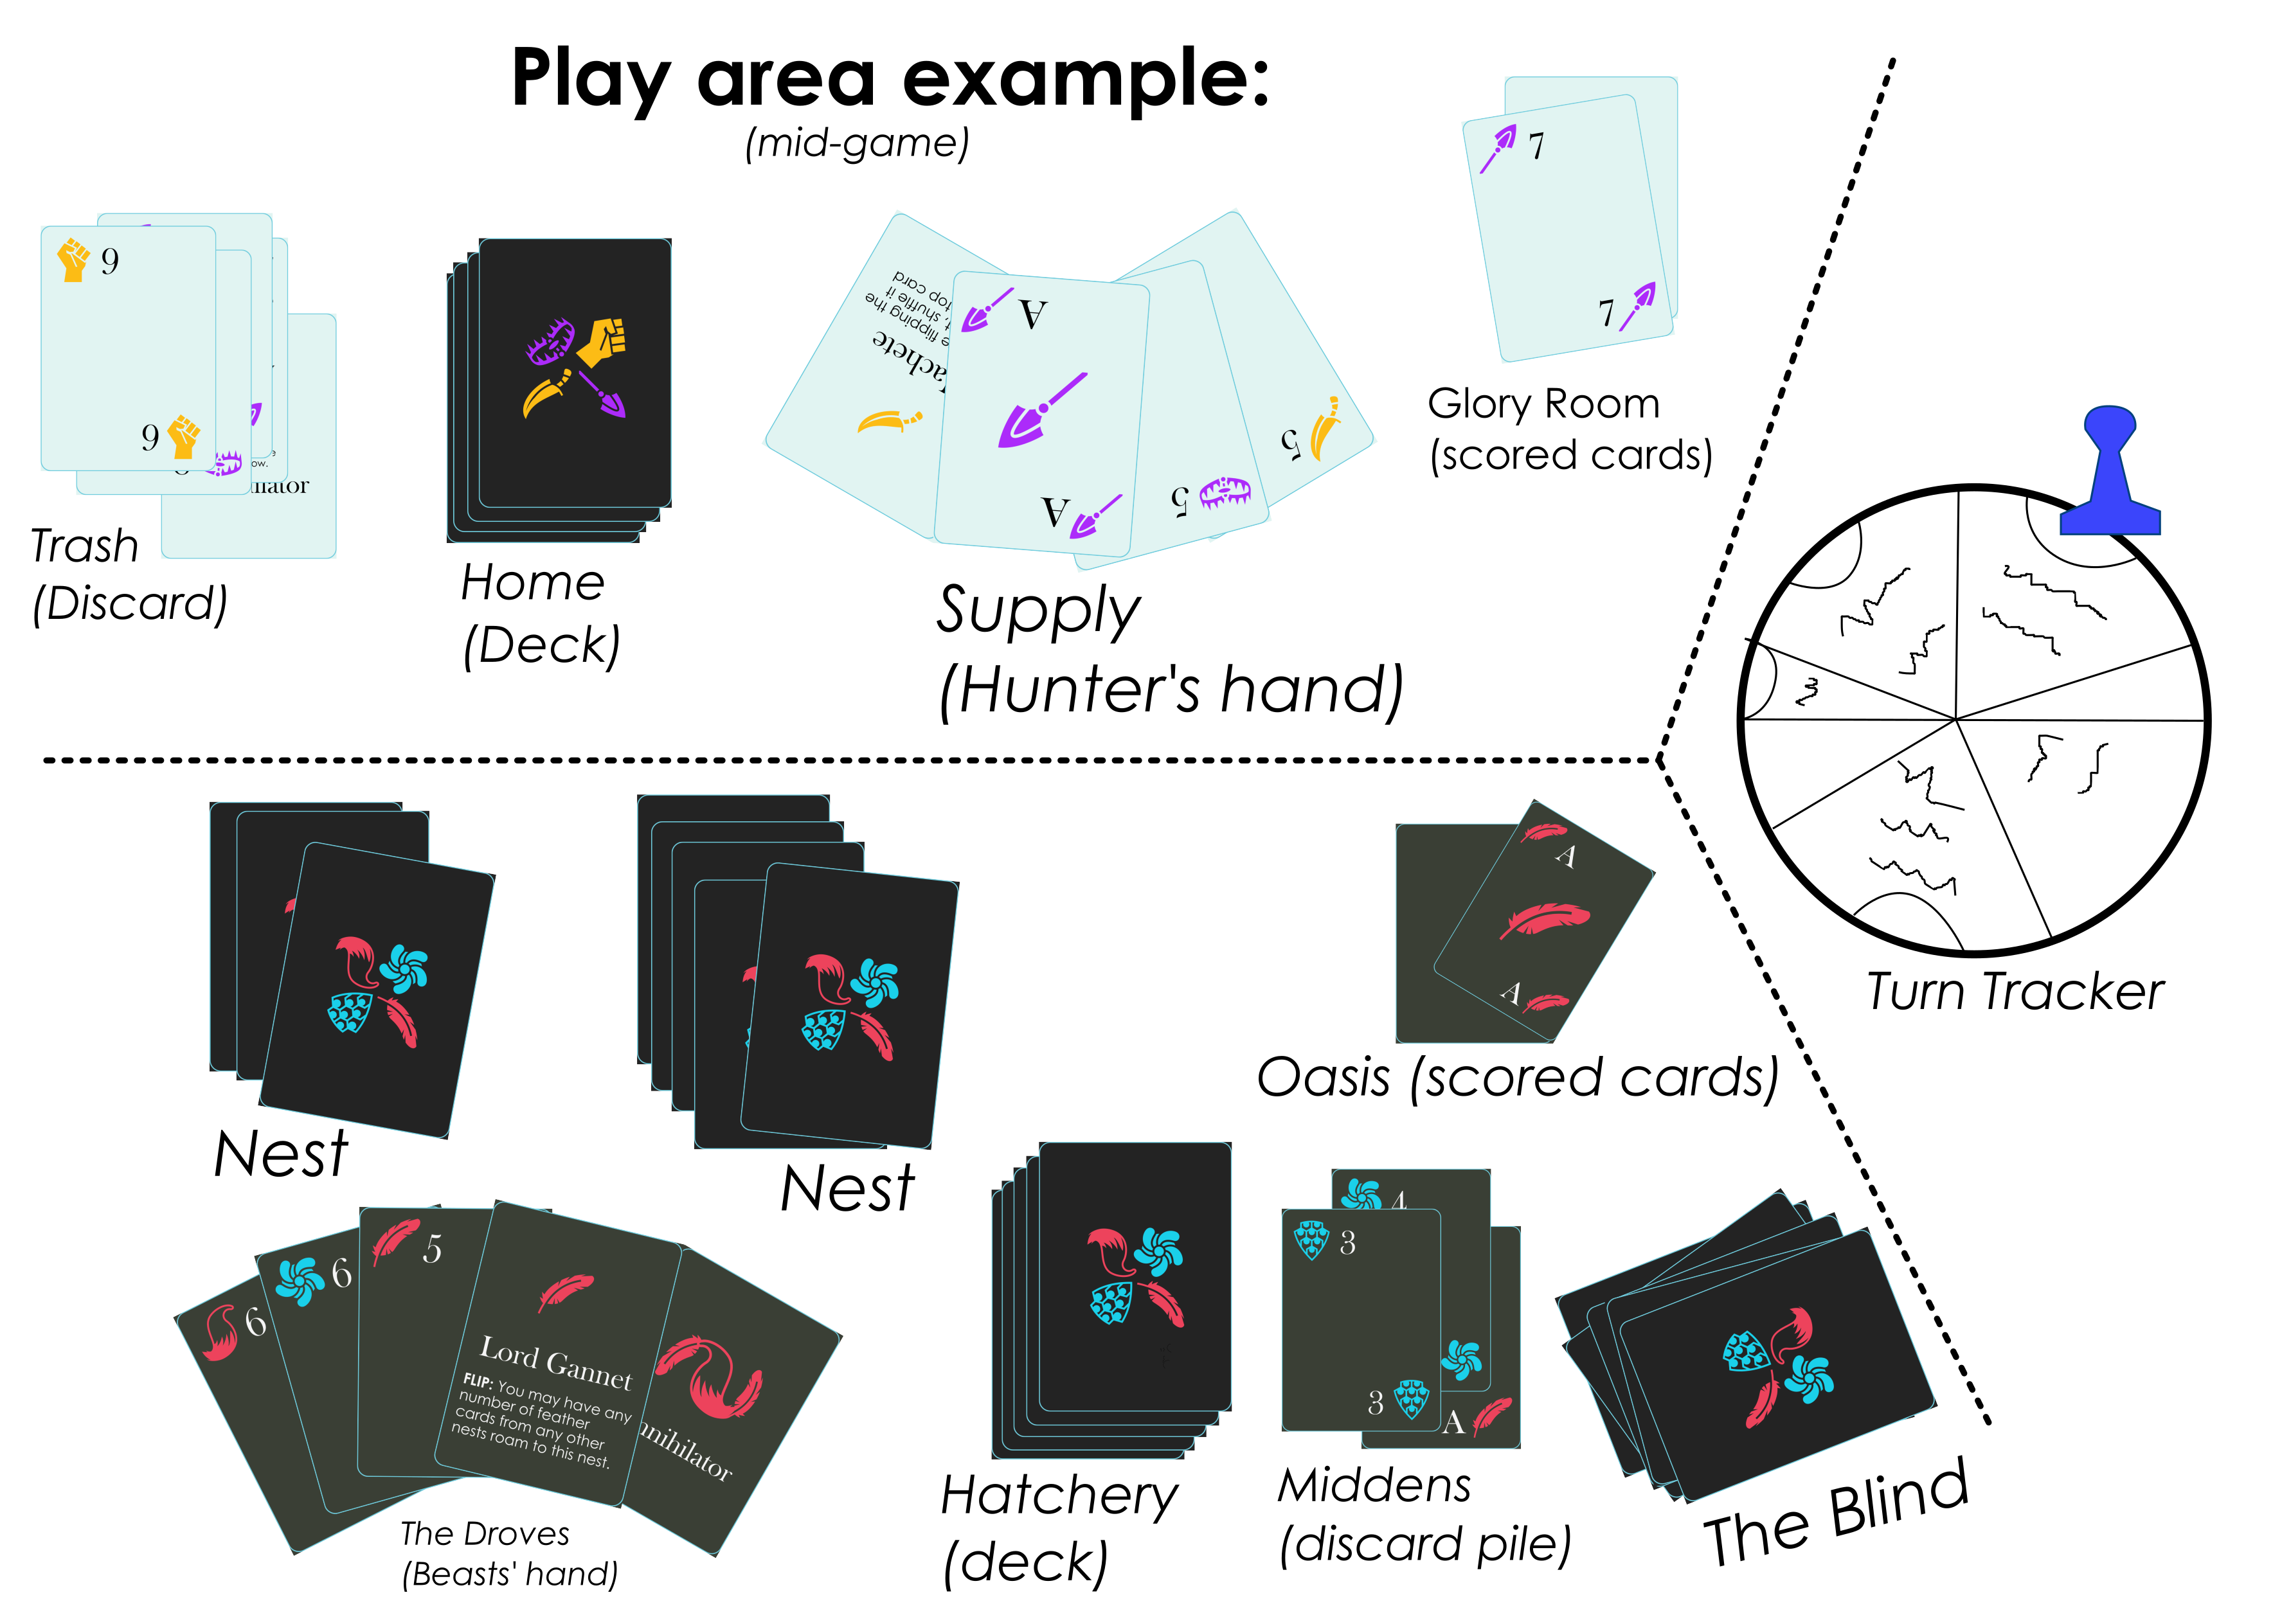 Play area example:
(mid-game)
7
7
9
9
ow.
Trash
(Discard)
Home
(Deck)
top card
shuffle it
flipping the
A
A
5
5
Supply
(Hunter's hand)
Glory Room
(scored cards)
Turn Tracker
Nest
Nest
A
A
Oasis (scored cards)
6
6
5
Lord Gannet
FLIP: You may have any
number of feather
cards from any other
nests roam to this nest.
nnihilator
The Droves
(Beasts' hand)
Hatchery
(deck)
4
3
3
A
Middens
(discard pile)
The Blind